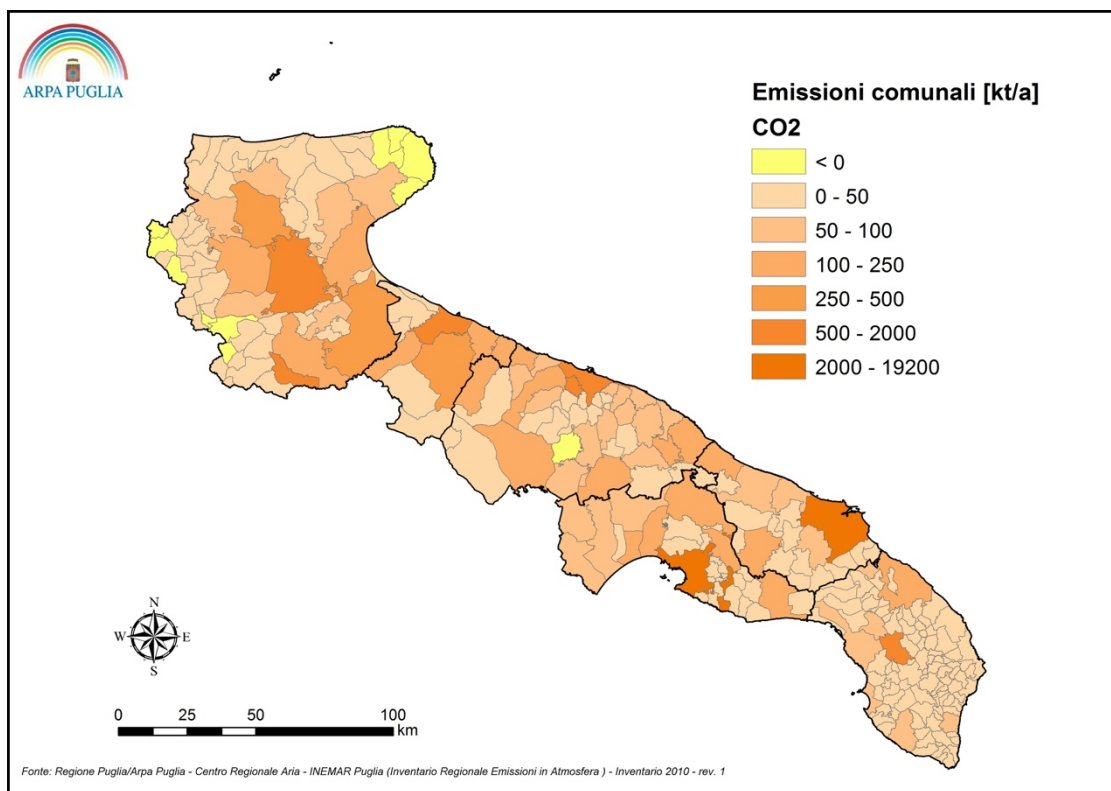 ARPA PUGLIA
Emissioni comunali [kt/a]
CO2
< 0
0 - 50
50 - 100
100 - 250
250 - 500
500 - 2000
2000 - 19200
N
W E
S
0 25 50 100
km
Fonte: Regione Puglia/Arpa Puglia - Centro Regionale Aria - INEMAR Puglia (Inventario Regionale Emissioni in Atmosfera ) - Inventario 2010 - rev. 1